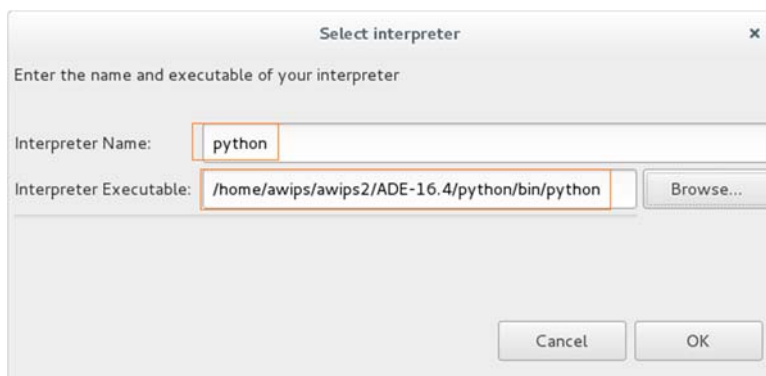 Select interpreter
Enter the name and executable of your interpreter
Interpreter Name: python
Interpreter Executable: /home/awips/awips2/ADE-16.4/python/bin/python Browse...
Cancel OK